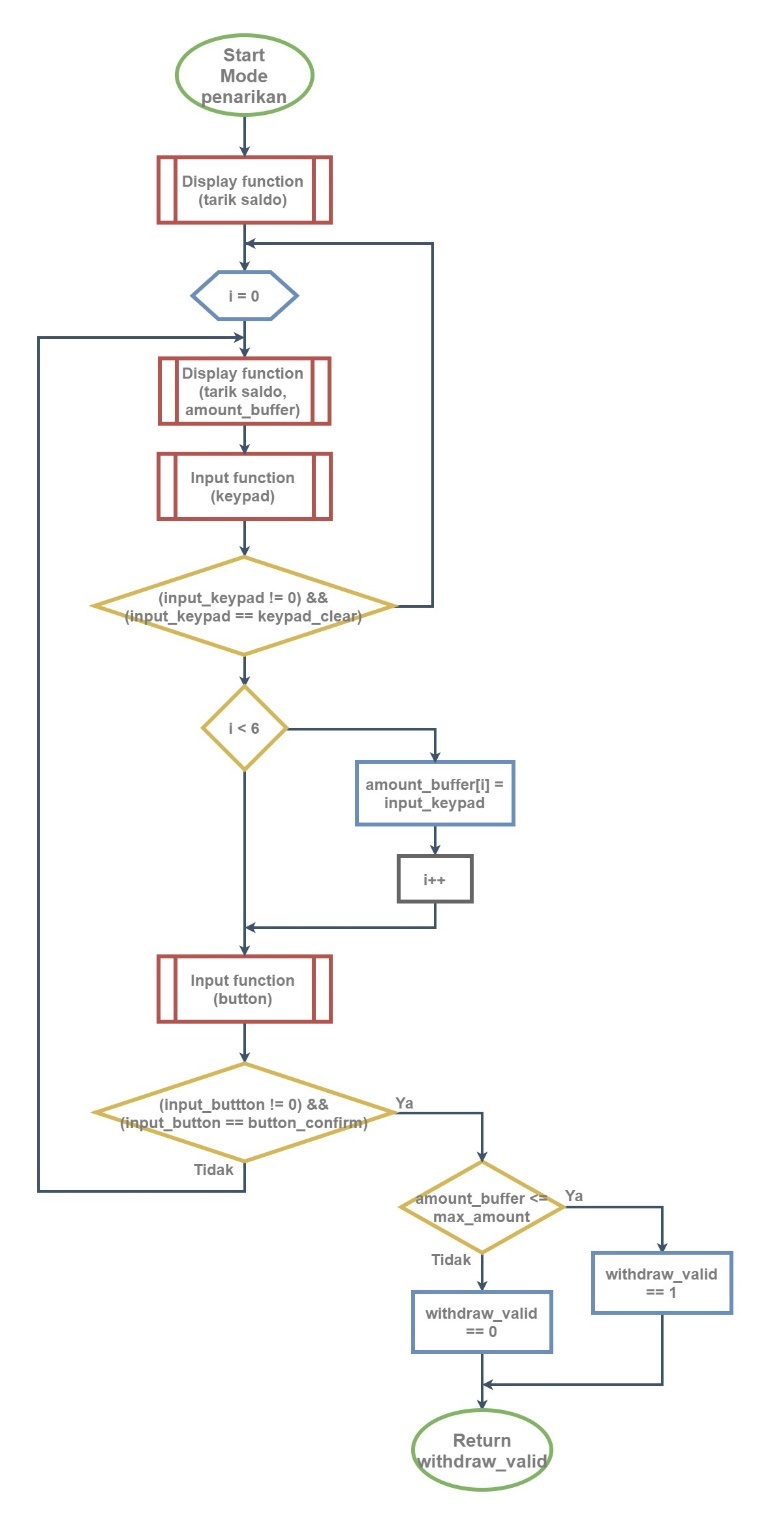 Start
Mode
penarikan
Display function
(tarik saldo)
i = 0
Display function
(tarik saldo,
amount_buffer)
Input function
(keypad)
(input_keypad != 0) &&
(input_keypad == keypad_clear)
i < 6
amount_buffer[i] =
input_keypad
i++
Input function
(button)
(input_buttton != 0) &&
(input_button == button_confirm)
Ya
Tidak
amount_buffer <=
max_amount
Ya
Tidak
withdraw_valid
== 1
withdraw_valid
== 0
Return
withdraw_valid